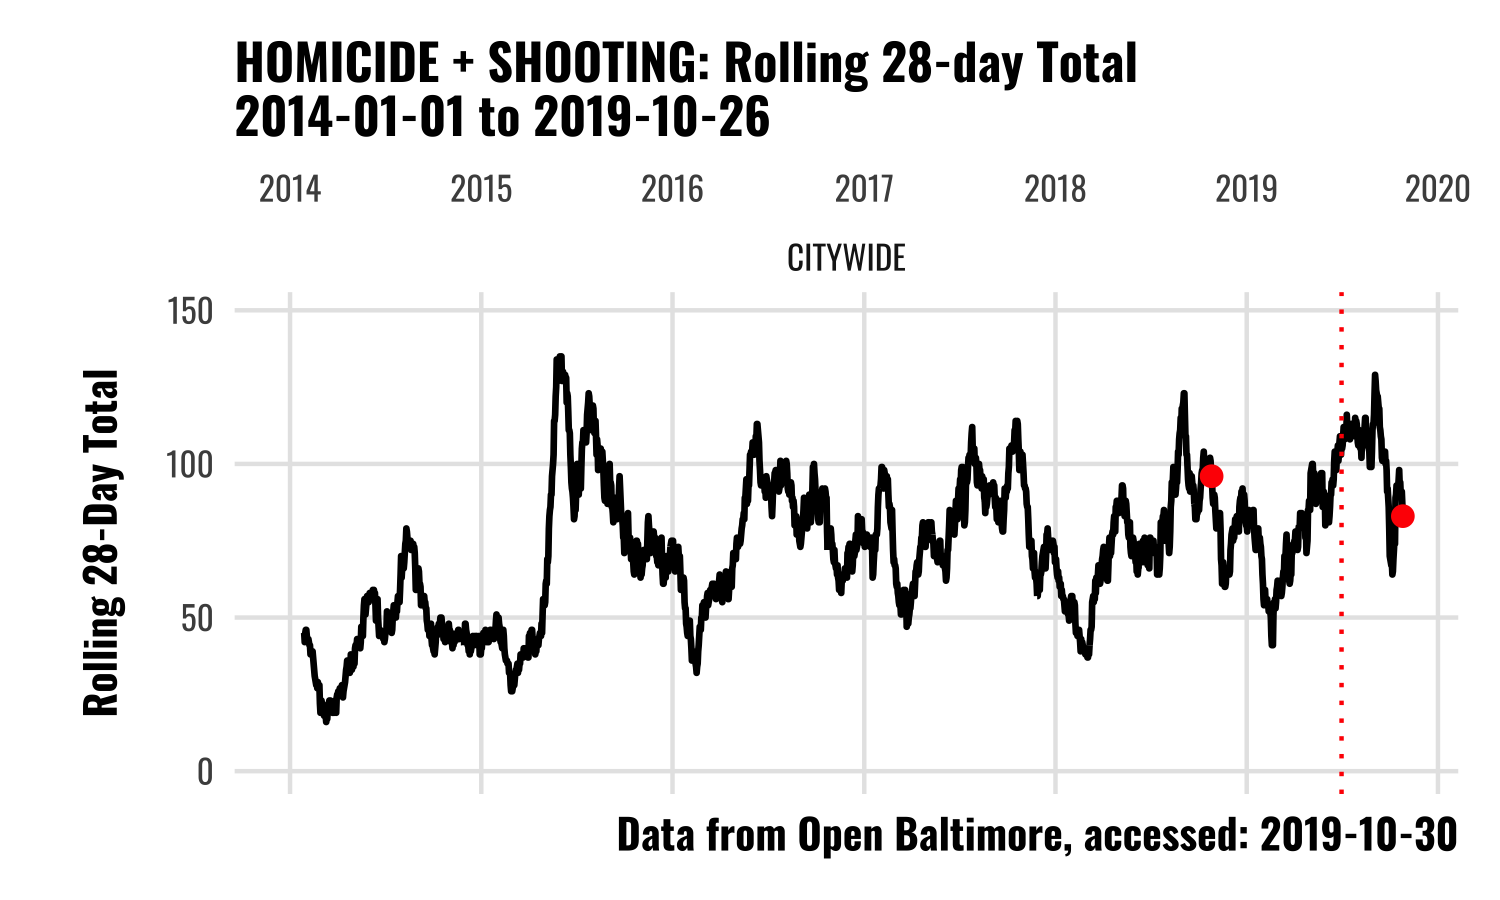 HOMICIDE + SHOOTING: Rolling 28-day Total
2014-01-01 to 2019-10-26
2014 2015 2016 2017 2018 2019 2020
CITYWIDE
150
100
50
0
Rolling 28-Day Total
Data from Open Baltimore, accessed: 2019-10-30